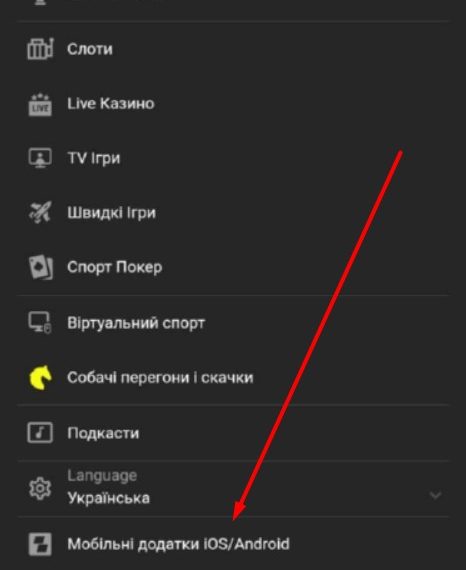 Слоти
Live Казино
TV Ігри
Швидкі Ігри
Спорт Покер
Віртуальний спорт
Собачі перегони і скачки
Подкасти
Language
Українська
Мобільні додатки iOS/Android